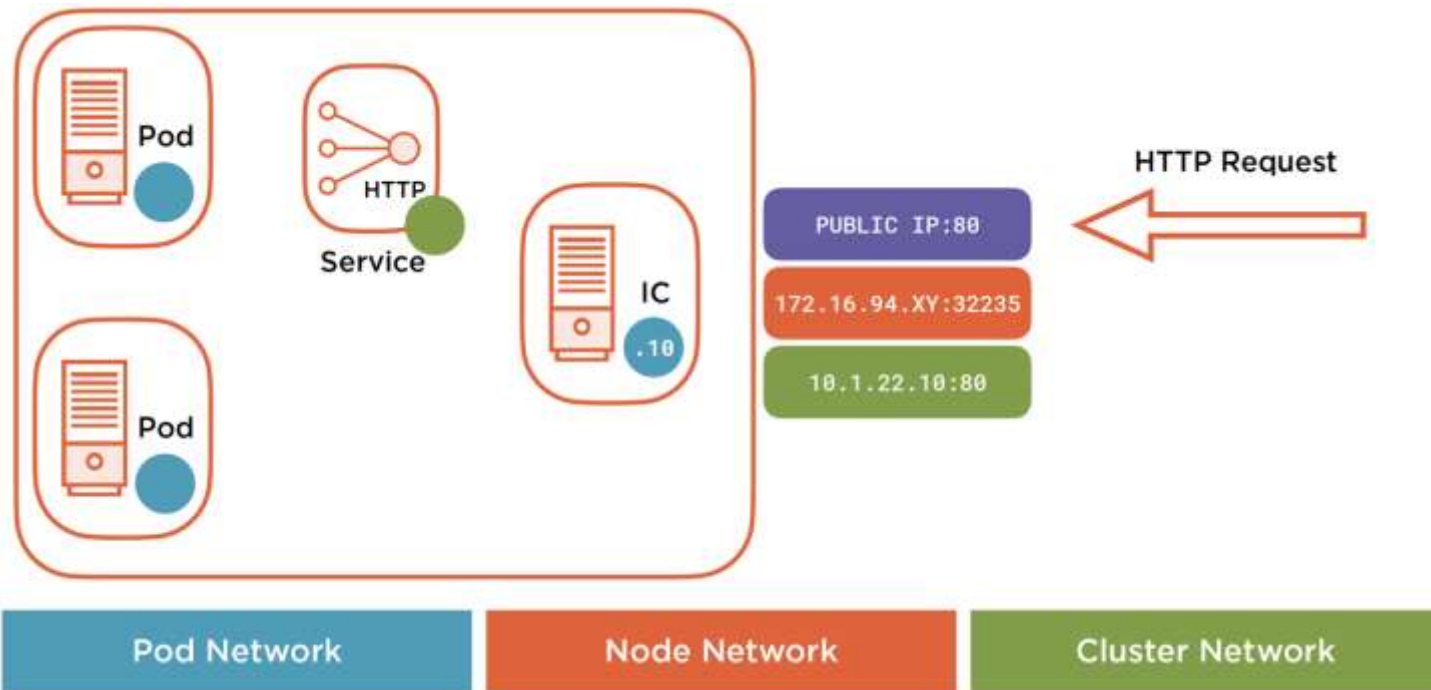 Pod
HTTP
Service
Pod
IC
.10
PUBLIC IP:80
172.16.94.XY:32235
10.1.22.10:80
HTTP Request
Pod Network
Node Network
Cluster Network